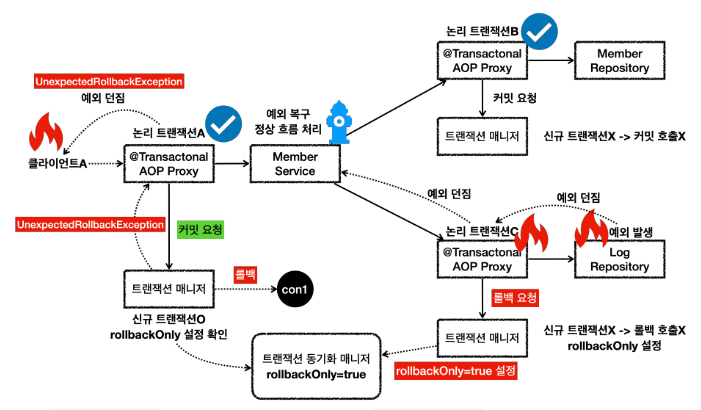 논리 트랜잭션B
@Transactonal
AOP Proxy
Member
Repository
커밋 요청
트랜잭션 매니저
신규 트랜잭션X -> 커밋 호출X
UnexpectedRollbackException
예외 던짐
논리 트랜잭션A
클라이언트A
@Transactonal
AOP Proxy
예외 복구
정상 흐름 처리
Member
Service
UnexpectedRollbackException
커밋 요청
트랜잭션 매니저
롤백
con1
신규 트랜잭션O
rollbackOnly 설정 확인
예외 던짐
논리 트랜잭션C
@Transactonal
AOP Proxy
예외 던짐
예외 발생
Log
Repository
롤백 요청
트랜잭션 매니저
신규 트랜잭션X -> 롤백 호출X
rollbackOnly 설정
rollbackOnly=true 설정
트랜잭션 동기화 매니저
rollbackOnly=true